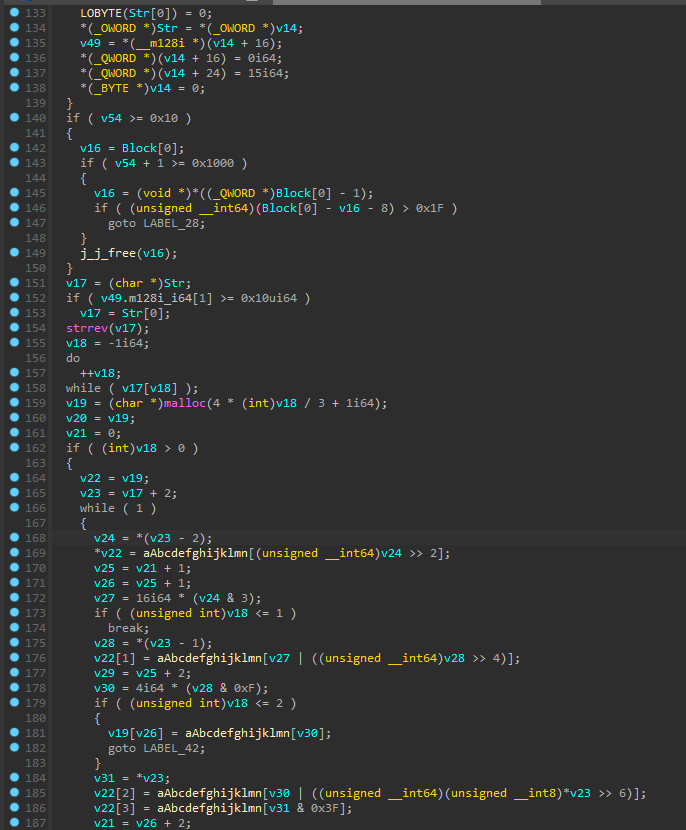 133 LOBYTE(Str[0]) = 0;
134 *(_OWORD *)Str = *(_OWORD *)v14;
135 v49 = *(__m128i *)(v14 + 16);
136 *(_QWORD *)(v14 + 16) = 0i64;
137 *(_QWORD *)(v14 + 24) = 15i64;
138 *(_BYTE *)v14 = 0;
139 }
140 if ( v54 >= 0x10 )
141 {
142 v16 = Block[0];
143 if ( v54 + 1 >= 0x1000 )
144 {
145 v16 = (void *)*((_QWORD *)Block[0] - 1);
146 if ( (unsigned __int64)(Block[0] - v16 - 8) > 0x1F )
147 goto LABEL_28;
148 }
149 j_j_free(v16);
150 }
151 v17 = (char *)Str;
152 if ( v49.m128i_i64[1] >= 0x10ui64 )
153 v17 = Str[0];
154 strrev(v17);
155 v18 = -1i64;
156 do
157 ++v18;
158 while ( v17[v18] );
159 v19 = (char *)malloc(4 * (int)v18 / 3 + 1i64);
160 v20 = v19;
161 v21 = 0;
162 if ( (int)v18 > 0 )
163 {
164 v22 = v19;
165 v23 = v17 + 2;
166 while ( 1 )
167 {
168 v24 = *(v23 - 2);
169 *v22 = aAbcdefghijklmn[(unsigned __int64)v24 >> 2];
170 v25 = v21 + 1;
171 v26 = v25 + 1;
172 v27 = 16i64 * (v24 & 3);
173 if ( (unsigned int)v18 <= 1 )
174 break;
175 v28 = *(v23 - 1);
176 v22[1] = aAbcdefghijklmn[v27 | ((unsigned __int64)v28 >> 4)];
177 v29 = v25 + 2;
178 v30 = 4i64 * (v28 & 0xF);
179 if ( (unsigned int)v18 <= 2 )
180 {
181 v19[v26] = aAbcdefghijklmn[v30];
182 goto LABEL_42;
183 }
184 v31 = *v23;
185 v22[2] = aAbcdefghijklmn[v30 | ((unsigned __int64)(unsigned __int8)*v23 >> 6)];
186 v22[3] = aAbcdefghijklmn[v31 & 0x3F];
187 v21 = v26 + 2;